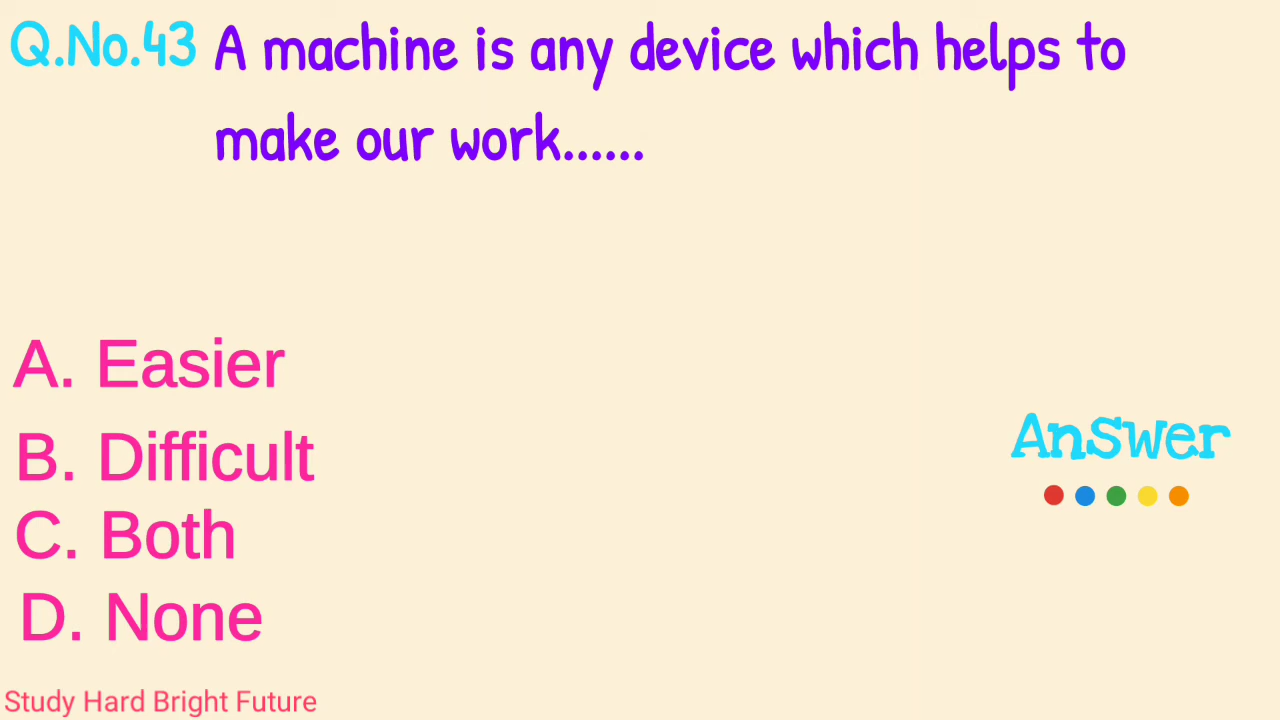 Q.No.43 A machine is any device which helps to
make our work......
A. Easier
B. Difficult
C. Both
D. None
Answer
Study Hard Bright Future